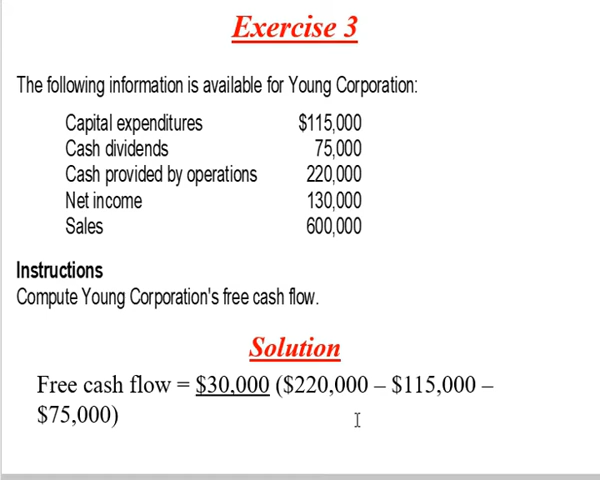 Exercise 3
The following information is available for Young Corporation:
Capital expenditures $115,000
Cash dividends 75,000
Cash provided by operations 220,000
Net income 130,000
Sales 600,000
Instructions
Compute Young Corporation's free cash flow.
Solution
Free cash flow = $30,000 ($220,000 – $115,000 –
$75,000)